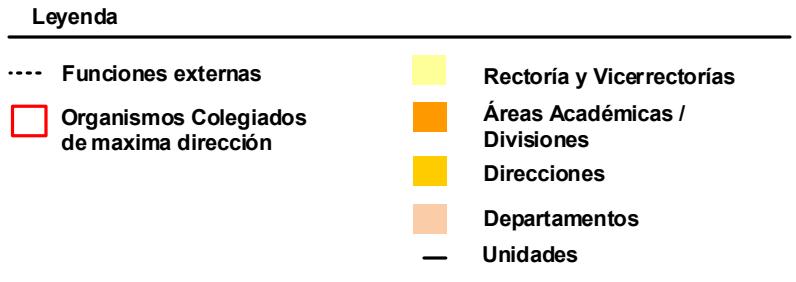 Leyenda
Funciones externas
Organismos Colegiados
de maxima dirección
Rectoría y Vicerrectorías
Áreas Académicas /
Divisiones
Direcciones
Departamentos
Unidades